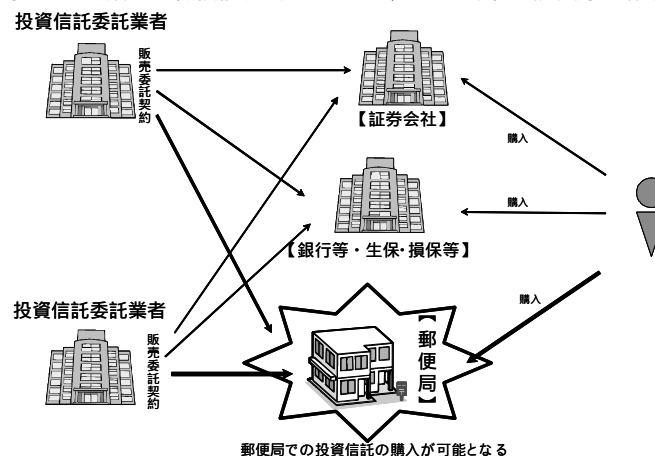 投資信託委託業者
販売委託契約
【証券会社】
購入
購入
【銀行等・生保・損保等】
投資信託委託業者
販売委託契約
購入
【郵便局】
郵便局での投資信託の購入が可能となる